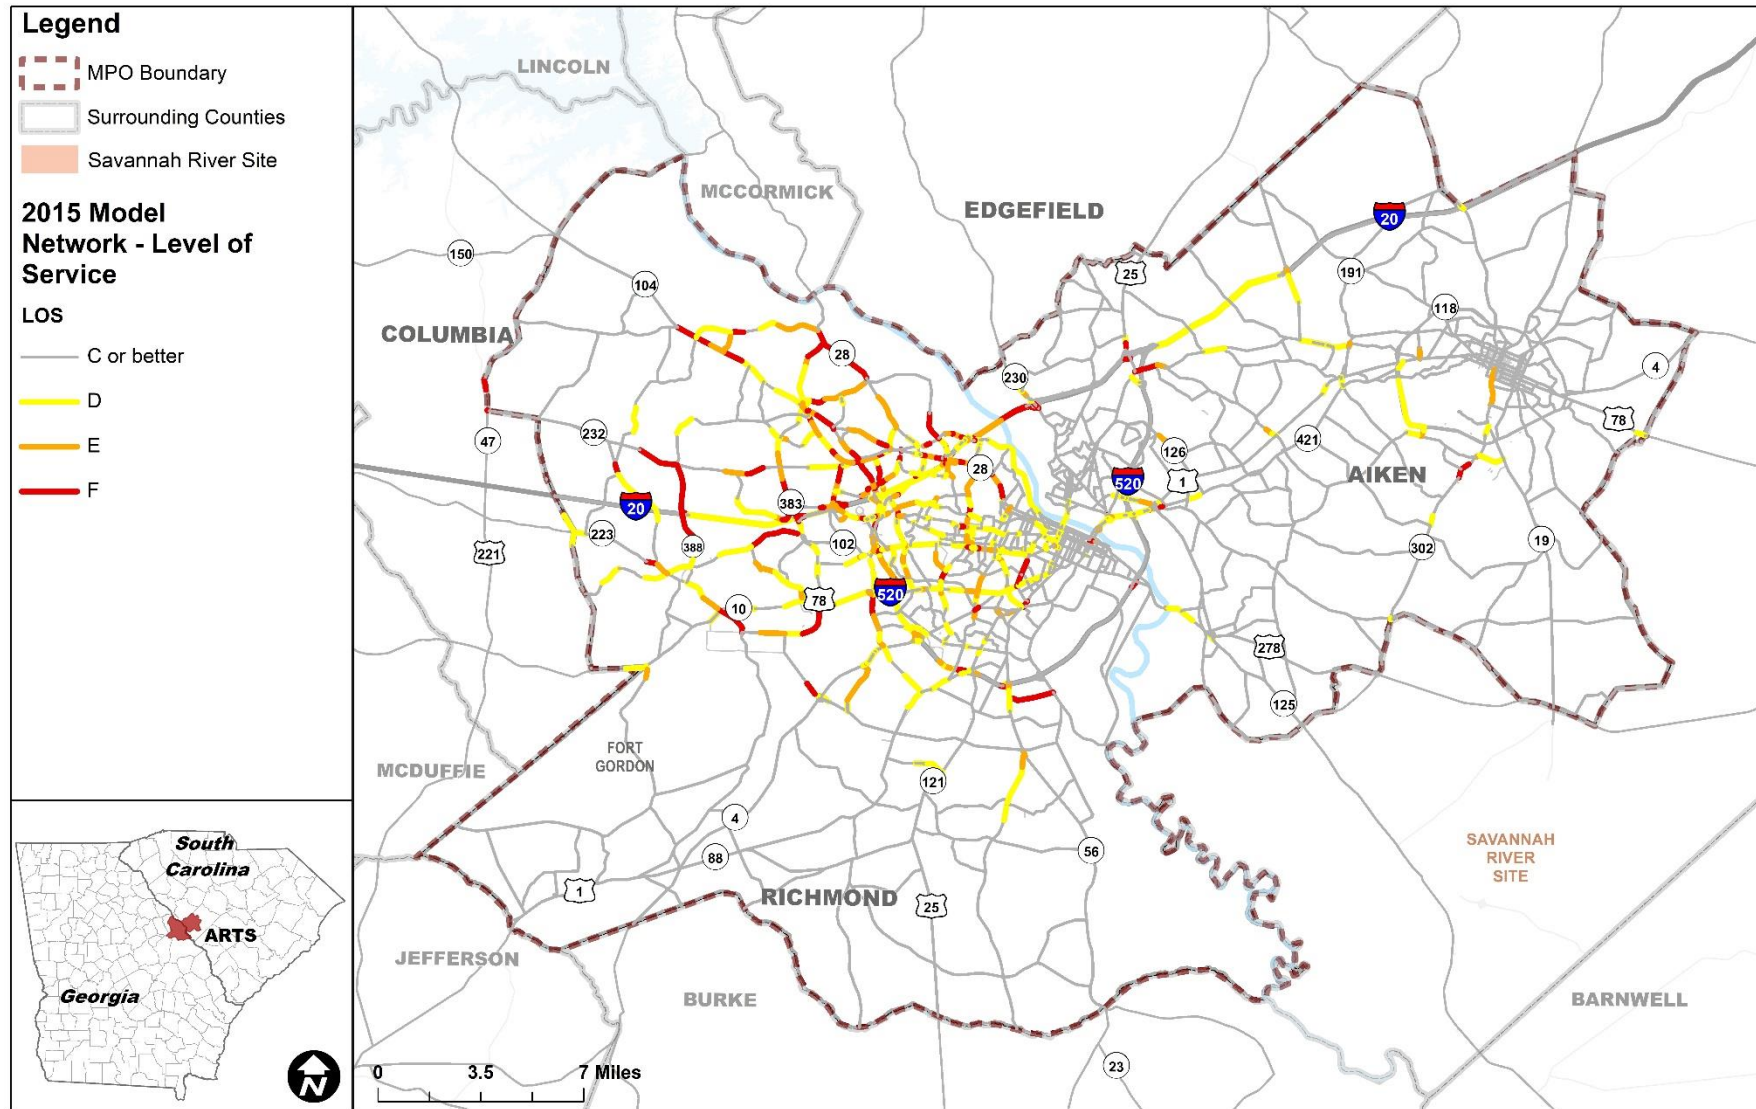 Legend
MPO Boundary
Surrounding Counties
Savannah River Site
2015 Model
Network - Level of
Service
LOS
C or better
D
E
F
South
Carolina
ARTS
Georgia
N
LINCOLN
MCCORMICK
EDGEFIELD
20
25
150
191
104
118
COLUMBIA
28
4
230
78
47
232
126
421
28
AIKEN
520
1
383
20
223
388
102
221
302
19
520
78
10
278
125
FORT
GORDON
MCDUFFIE
121
4
56
88
SAVANNAH
RIVER
SITE
1
RICHMOND
25
JEFFERSON
BURKE
BARNWELL
23
0 3.5 7 Miles